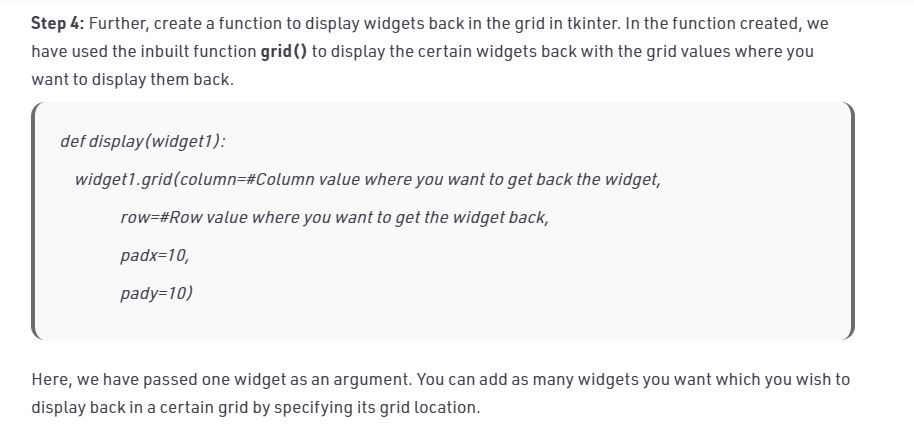 Step 4: Further, create a function to display widgets back in the grid in tkinter. In the function created, we
have used the inbuilt function grid() to display the certain widgets back with the grid values where you
want to display them back.
def display(widget1):
widget1.grid(column=#Column value where you want to get back the widget,
row=#Row value where you want to get the widget back,
padx=10,
pady=10)
Here, we have passed one widget as an argument. You can add as many widgets you want which you wish to
display back in a certain grid by specifying its grid location.